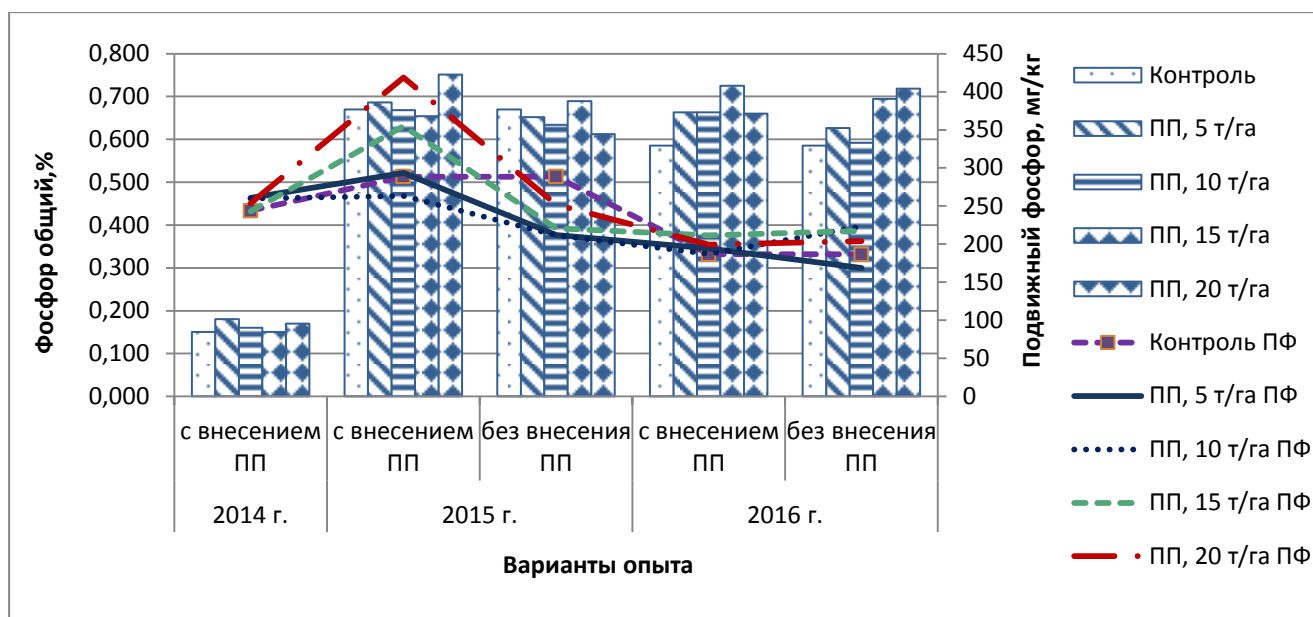 Фосфор общий,%
0,800
0,700
0,600
0,500
0,400
0,300
0,200
0,100
0,000
450
400
350
300
250
200
150
100
50
0
Подвижный фосфор, мг/кг
с внесением ПП
с внесением ПП
без внесения ПП
с внесением ПП
без внесения ПП
2014 г.
2015 г.
2016 г.
Варианты опыта
Контроль
ПП, 5 т/га
ПП, 10 т/га
ПП, 15 т/га
ПП, 20 т/га
Контроль ПФ
ПП, 5 т/га ПФ
ПП, 10 т/га ПФ
ПП, 15 т/га ПФ
ПП, 20 т/га ПФ